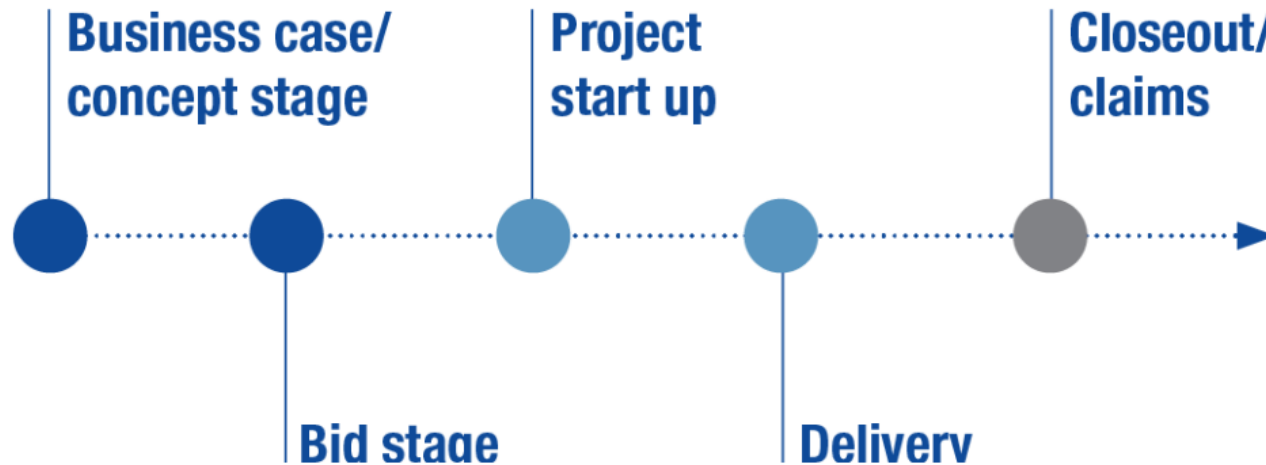 Business case/
concept stage
Project
start up
Closeout/
claims
Bid stage
Delivery